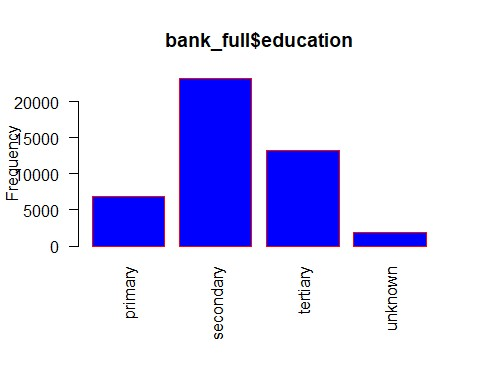 bank_full$education
Frequency
20000
15000
10000
5000
0
primary
secondary
tertiary
unknown